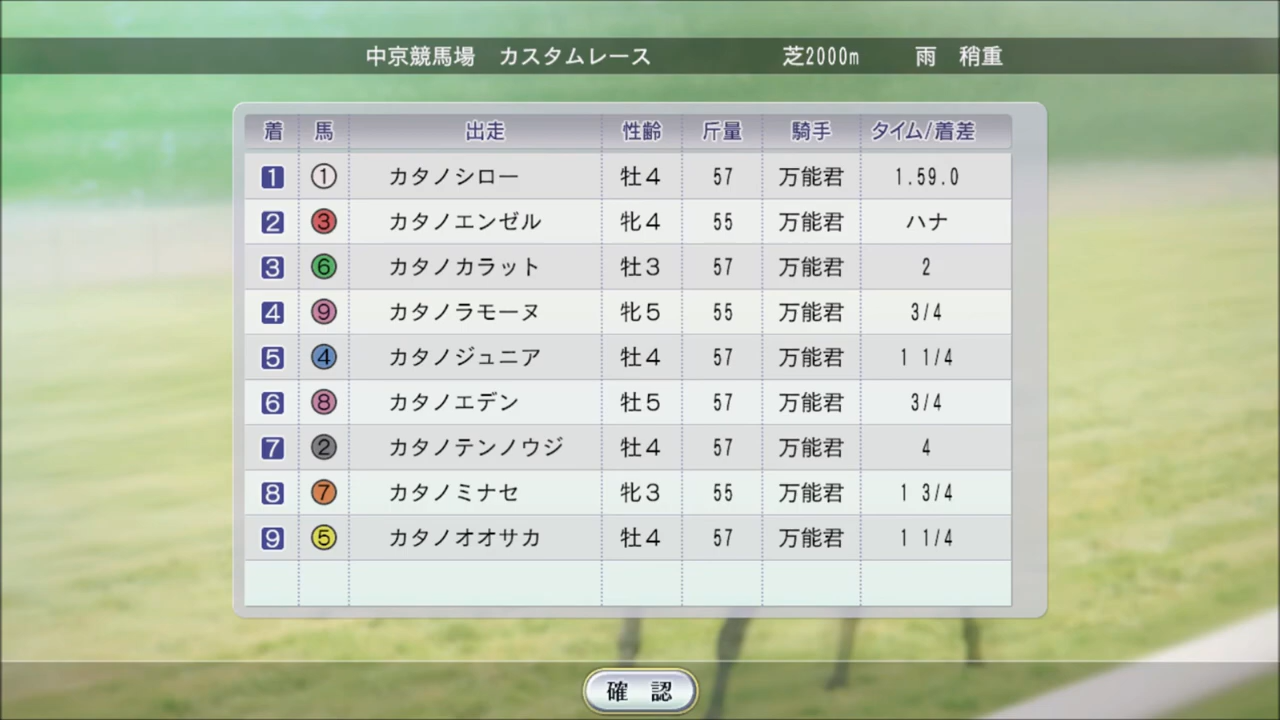 中京競馬場 カスタムレース 芝2000m 雨 稍重
着 馬 出走 性齢 斤量 騎手 タイム/着差
1 ① カタノシロー 牡4 57 万能君 1.59.0
2 ③ カタノエンゼル 牝4 55 万能君 ハナ
3 ⑥ カタノカラット 牡3 57 万能君 2
4 ⑨ カタノラモーヌ 牝5 55 万能君 3/4
5 ④ カタノジュニア 牡4 57 万能君 1 1/4
6 ⑧ カタノエデン 牡5 57 万能君 3/4
7 ② カタノテンノウジ 牡4 57 万能君 4
8 ⑦ カタノミナセ 牝3 55 万能君 1 3/4
9 ⑤ カタノオオサカ 牡4 57 万能君 1 1/4
確 認